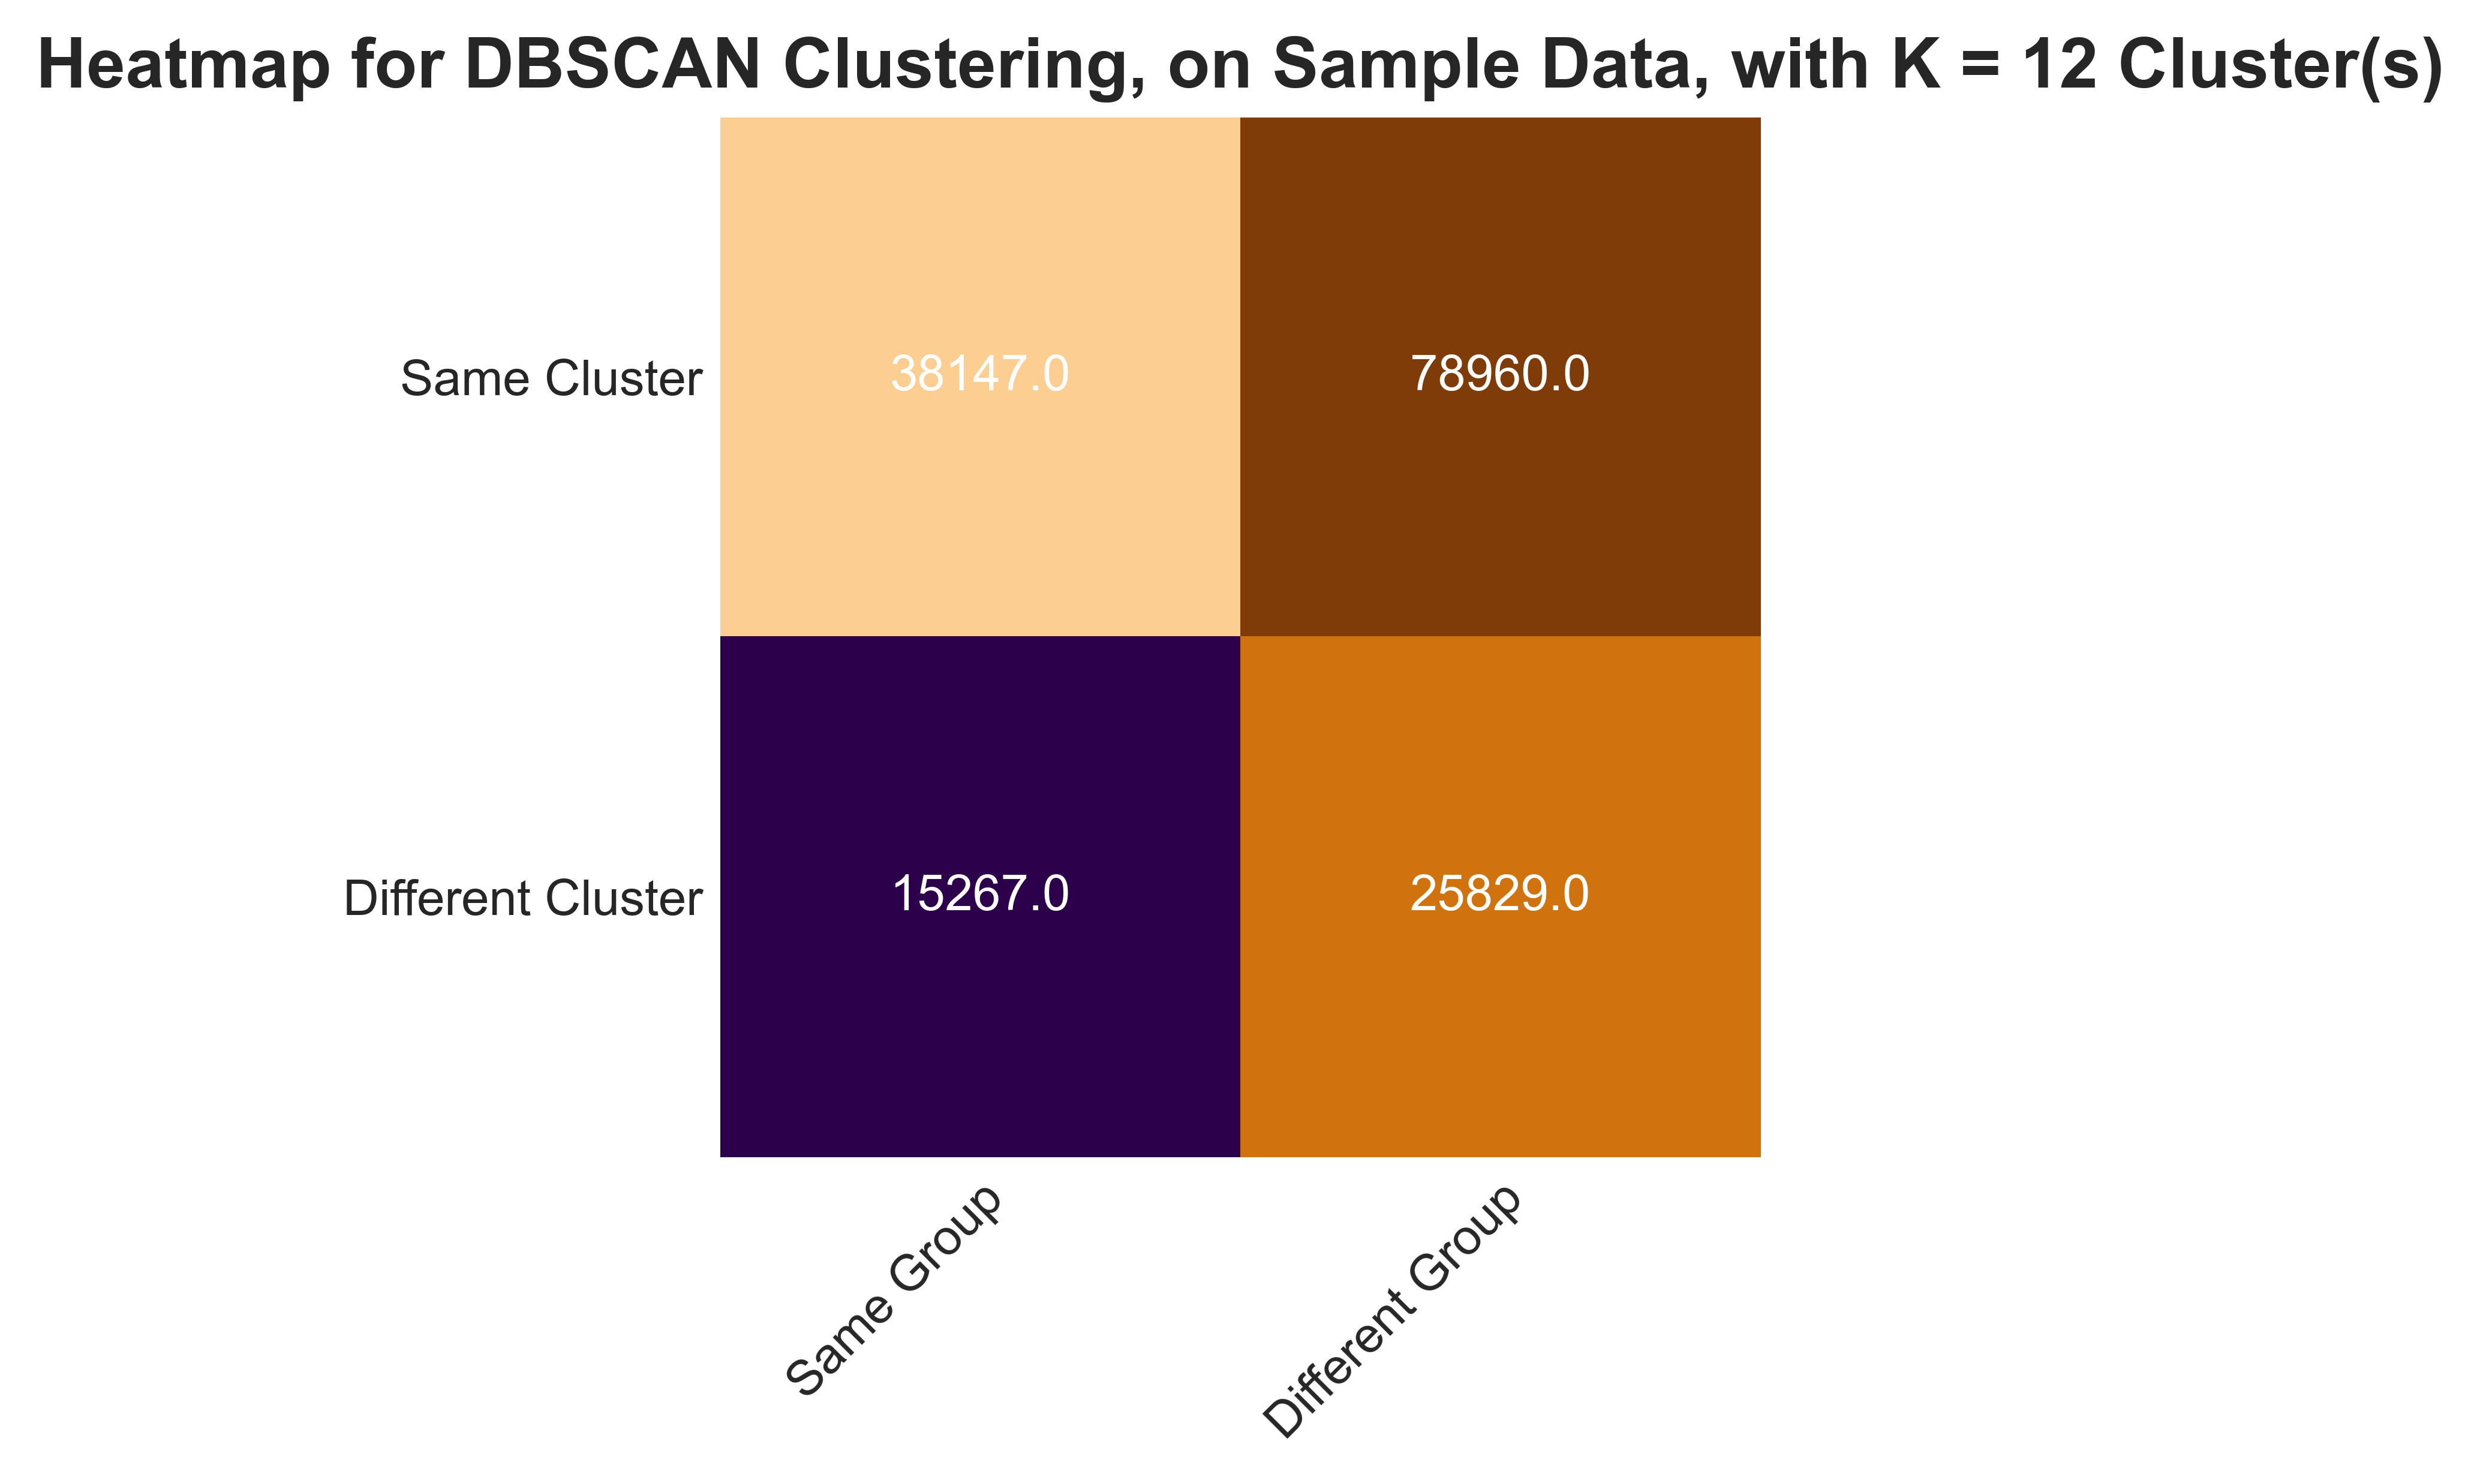 Heatmap for DBSCAN Clustering, on Sample Data, with K = 12 Cluster(s)
Same Cluster
38147.0
78960.0
Different Cluster
15267.0
25829.0
Same Group
Different Group